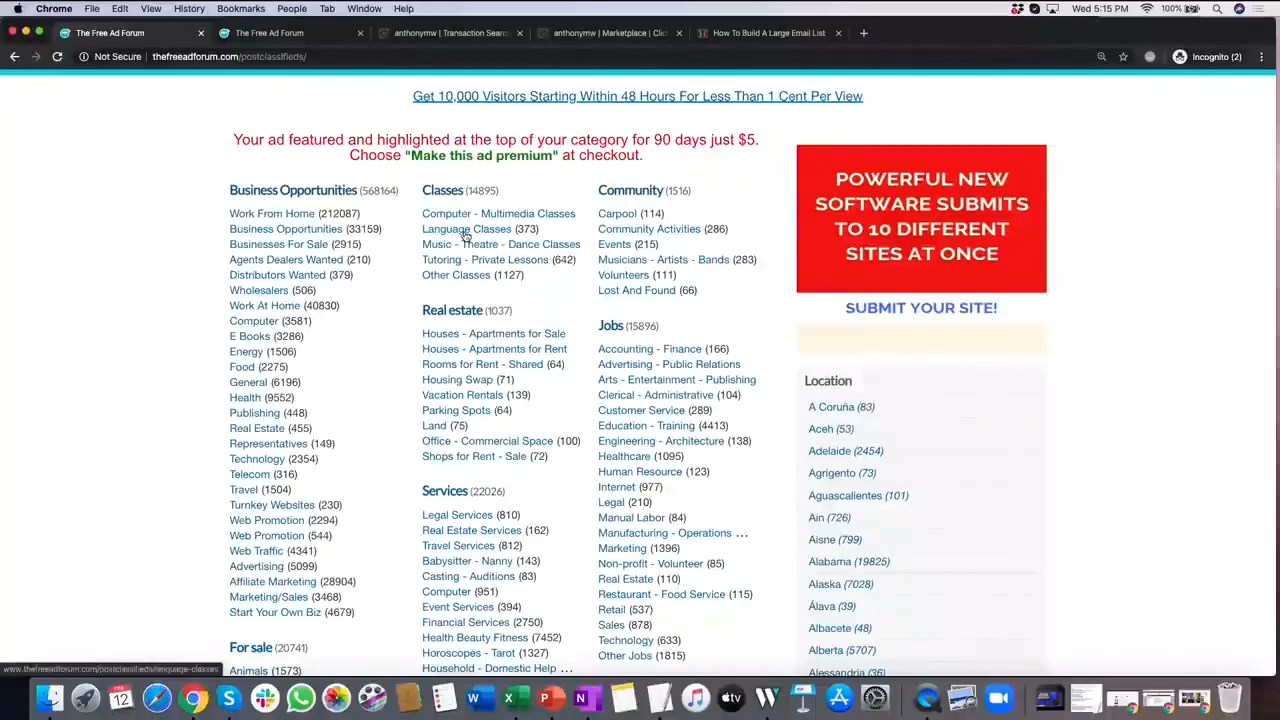 Chrome File Edit View History Bookmarks People Tab Window Help
100% Wed 5:15 PM
The Free Ad Forum
The Free Ad Forum
anthonymw | Transaction Searc
anthonymw | Marketplace | Clic
How To Build A Large Email List
Not Secure thefreeadforum.com/postclassifieds/
Incognito (2)
Get 10,000 Visitors Starting Within 48 Hours For Less Than 1 Cent Per View
Your ad featured and highlighted at the top of your category for 90 days just $5.
Choose "Make this ad premium" at checkout.
Business Opportunities (568164)
Work From Home (212087)
Business Opportunities (33159)
Businesses For Sale (2915)
Agents Dealers Wanted (210)
Distributors Wanted (379)
Wholesalers (506)
Work At Home (40830)
Computer (3581)
E Books (3286)
Energy (1506)
Food (2275)
General (6196)
Health (9552)
Publishing (448)
Real Estate (455)
Representatives (149)
Technology (2354)
Telecom (316)
Travel (1504)
Turnkey Websites (230)
Web Promotion (2294)
Web Promotion (544)
Web Traffic (4341)
Advertising (5099)
Affiliate Marketing (28904)
Marketing/Sales (3468)
Start Your Own Biz (4679)
For sale (20741)
Animals (1573)
Classes (14895)
Computer - Multimedia Classes
Language Classes (373)
Music - Theatre - Dance Classes
Tutoring - Private Lessons (642)
Other Classes (1127)
Real estate (1037)
Houses - Apartments for Sale
Houses - Apartments for Rent
Rooms for Rent - Shared (64)
Housing Swap (71)
Vacation Rentals (139)
Parking Spots (64)
Land (75)
Office - Commercial Space (100)
Shops for Rent - Sale (72)
Services (22026)
Legal Services (810)
Real Estate Services (162)
Travel Services (812)
Babysitter - Nanny (143)
Casting - Auditions (83)
Computer (951)
Event Services (394)
Financial Services (2750)
Health Beauty Fitness (7452)
Horoscopes - Tarot (1327)
Household - Domestic Help ...
Community (1516)
Carpool (114)
Community Activities (286)
Events (215)
Musicians - Artists - Bands (283)
Volunteers (111)
Lost And Found (66)
Jobs (15896)
Accounting - Finance (166)
Advertising - Public Relations
Arts - Entertainment - Publishing
Clerical - Administrative (104)
Customer Service (289)
Education - Training (4413)
Engineering - Architecture (138)
Healthcare (1095)
Human Resource (123)
Internet (977)
Legal (210)
Manual Labor (84)
Manufacturing - Operations ...
Marketing (1396)
Non-profit - Volunteer (85)
Real Estate (110)
Restaurant - Food Service (115)
Retail (537)
Sales (878)
Technology (633)
Other Jobs (1815)
POWERFUL NEW
SOFTWARE SUBMITS
TO 10 DIFFERENT
SITES AT ONCE
SUBMIT YOUR SITE!
Location
A Coruña (83)
Aceh (53)
Adelaide (2454)
Agrigento (73)
Aguascalientes (101)
Ain (726)
Aisne (799)
Alabama (19825)
Alaska (7028)
Álava (39)
Albacete (48)
Alberta (5707)
Alessandria (36)
www.thefreeadforum.com/postclassifieds/language-classes